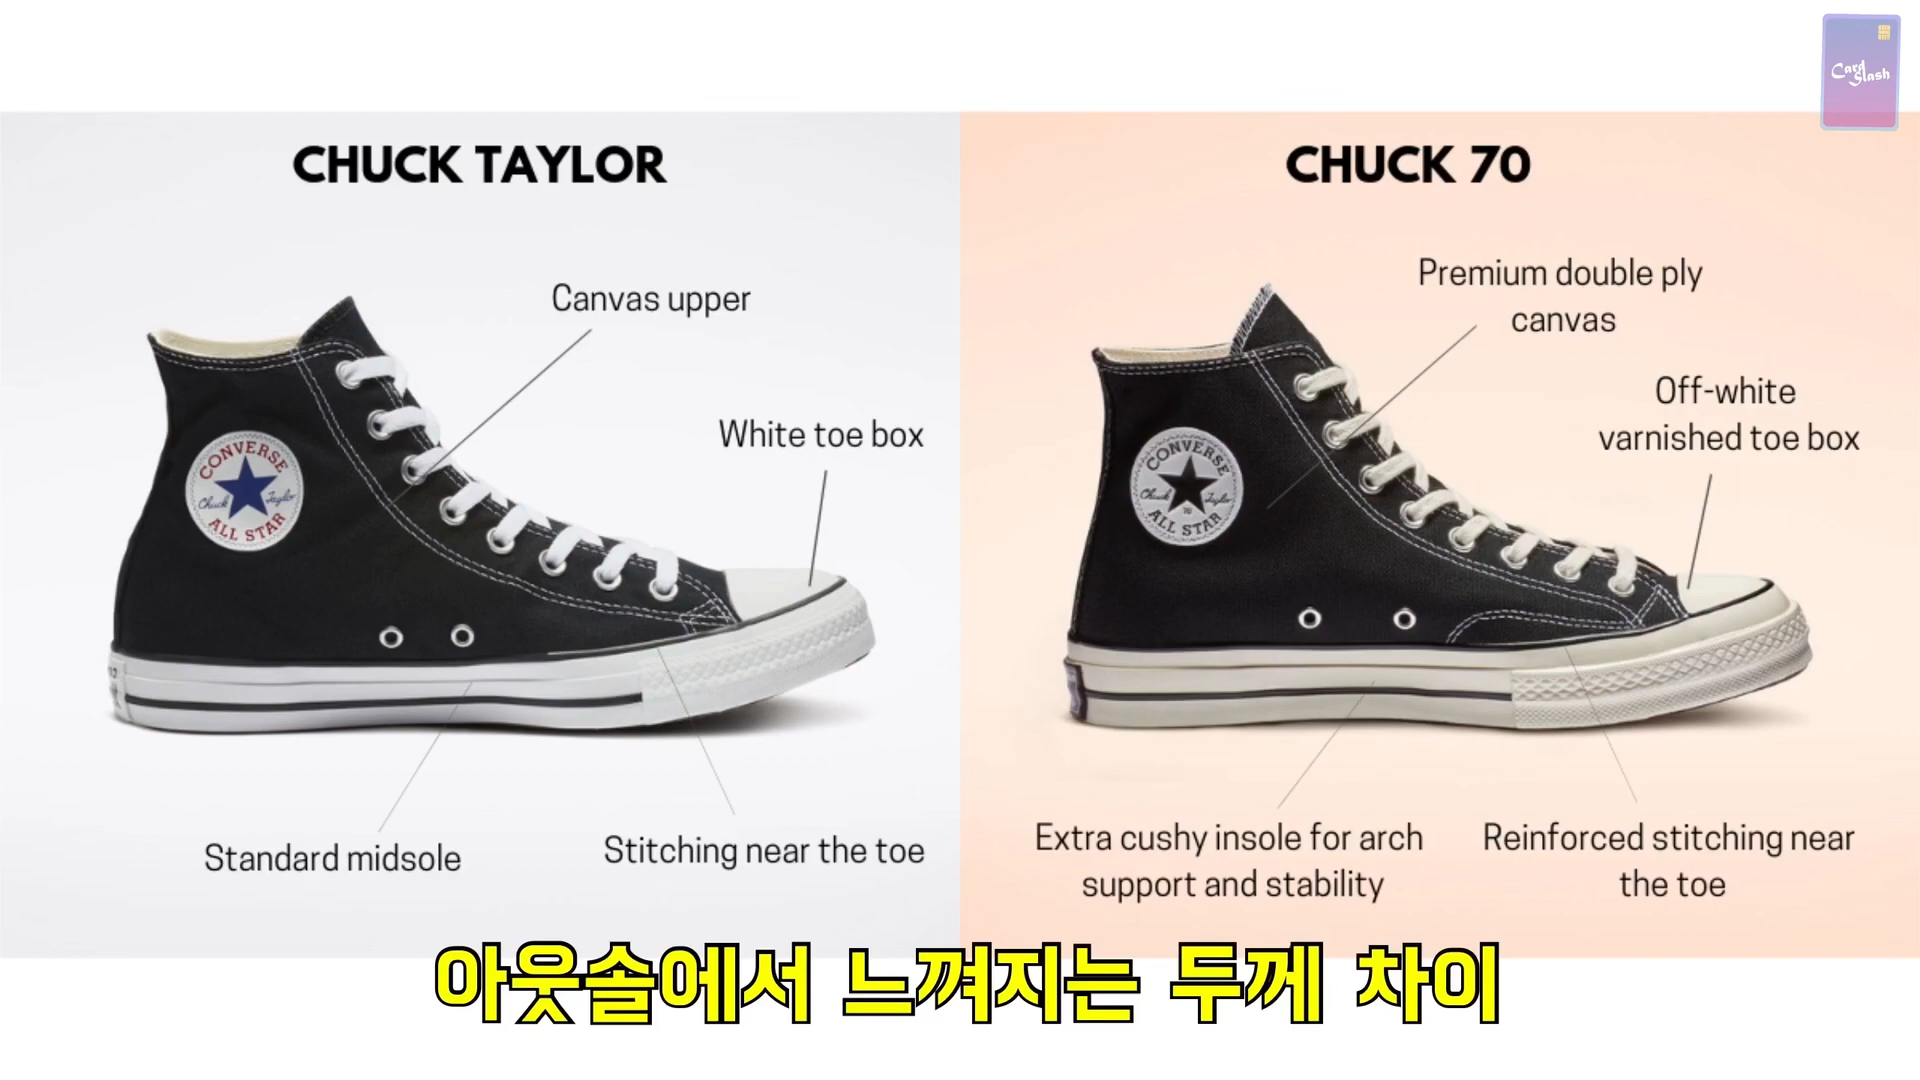 Card
Slash
CHUCK TAYLOR
Canvas upper
White toe box
CONVERSE
Chuck Taylor
ALL STAR
Standard midsole
Stitching near the toe
CHUCK 70
Premium double ply
canvas
Off-white
varnished toe box
CONVERSE
Chuck Taylor
70
ALL STAR
Extra cushy insole for arch
support and stability
Reinforced stitching near
the toe
아웃솔에서 느껴지는 두께 차이